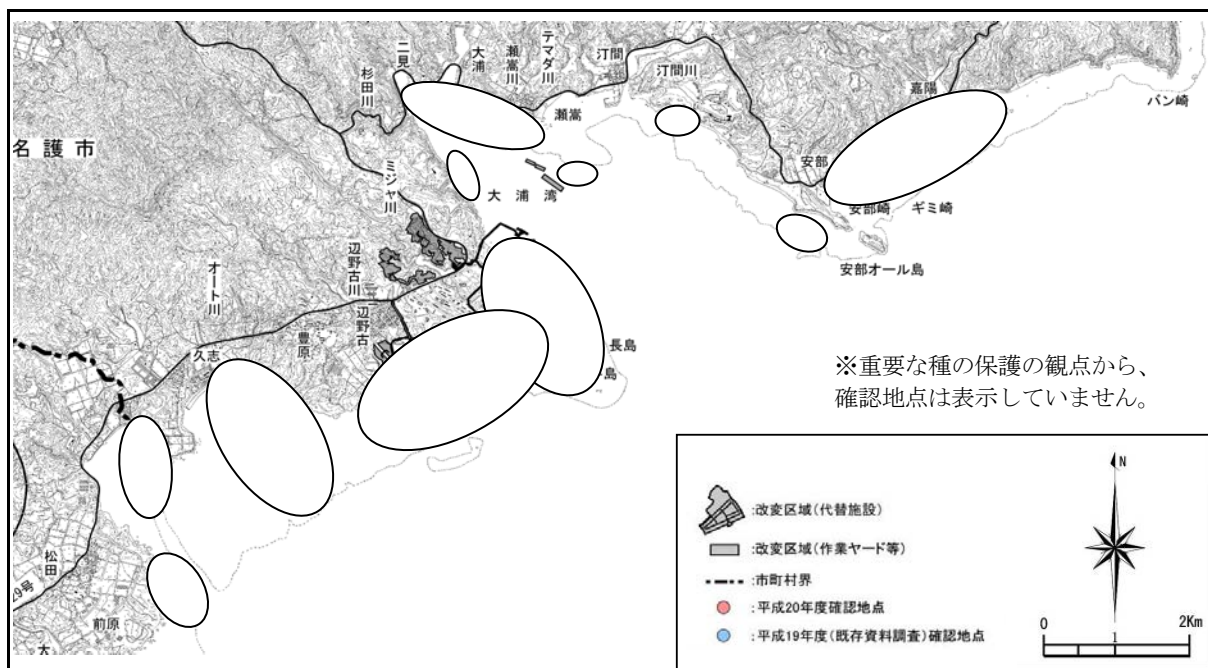 二見
杉田川
大浦
瀬嵩川
テマダ川
汀間
瀬嵩
汀間川
嘉陽
バン崎
名護市
安部
安部崎
ギミ崎
安部オール島
大浦湾
ミジャ川
辺野古川
辺野古
オート川
豊原
久志
長島
島
松田
29号
前原
大
※重要な種の保護の観点から、
確認地点は表示していません。
:改変区域(代替施設)
:改変区域(作業ヤード等)
:市町村界
:平成20年度確認地点
:平成19年度(既存資料調査)確認地点
N
0 1 2Km